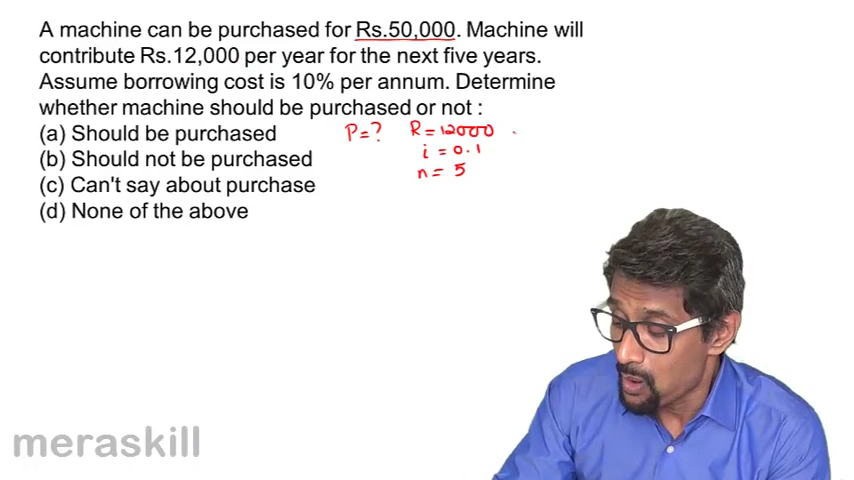 A machine can be purchased for Rs.50,000. Machine will
contribute Rs.12,000 per year for the next five years.
Assume borrowing cost is 10% per annum. Determine
whether machine should be purchased or not :
(a) Should be purchased
P=? R=12000
(b) Should not be purchased
i=0.1
(c) Can't say about purchase
n=5
(d) None of the above
meraskill